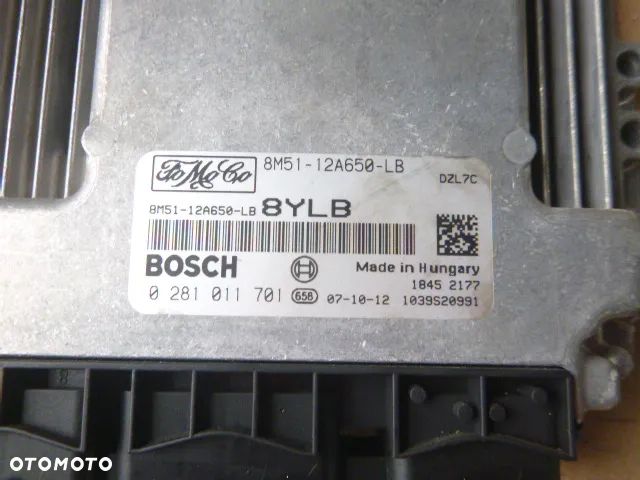 FoMoCo 8M51-12A650-LB
DZL7C
8M51-12A650-LB 8YLB
BOSCH Made in Hungary
1845 2177
0 281 011 701 658 07-10-12 1039S20991
OTOMOTO